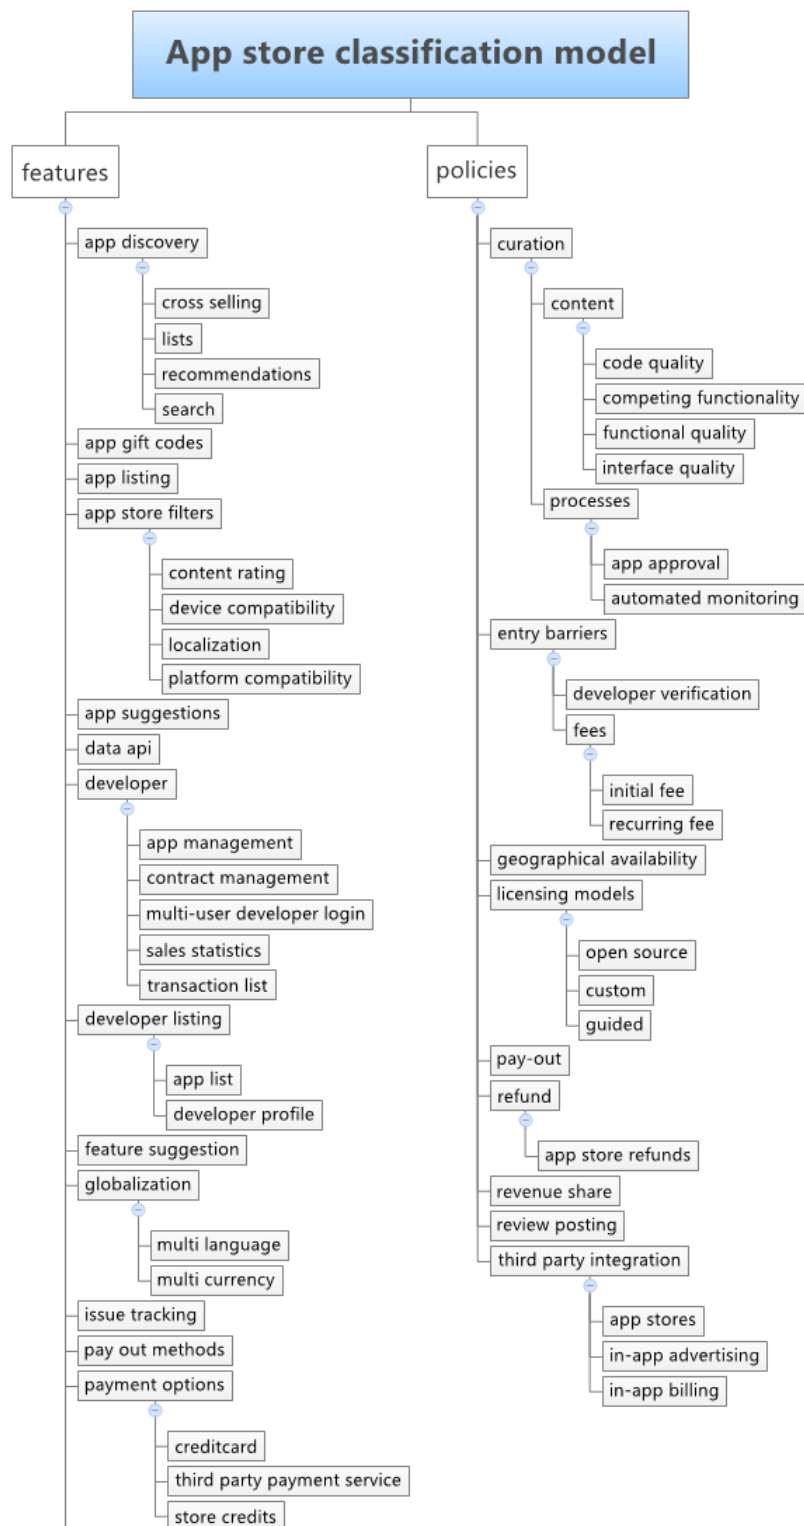 App store classification model
features
app discovery
cross selling
lists
recommendations
search
app gift codes
app listing
app store filters
content rating
device compatibility
localization
platform compatibility
app suggestions
data api
developer
app management
contract management
multi-user developer login
sales statistics
transaction list
developer listing
app list
developer profile
feature suggestion
globalization
multi language
multi currency
issue tracking
pay out methods
payment options
creditcard
third party payment service
store credits
policies
curation
content
code quality
competing functionality
functional quality
interface quality
processes
app approval
automated monitoring
entry barriers
developer verification
fees
initial fee
recurring fee
geographical availability
licensing models
open source
custom
guided
pay-out
refund
app store refunds
revenue share
review posting
third party integration
app stores
in-app advertising
in-app billing